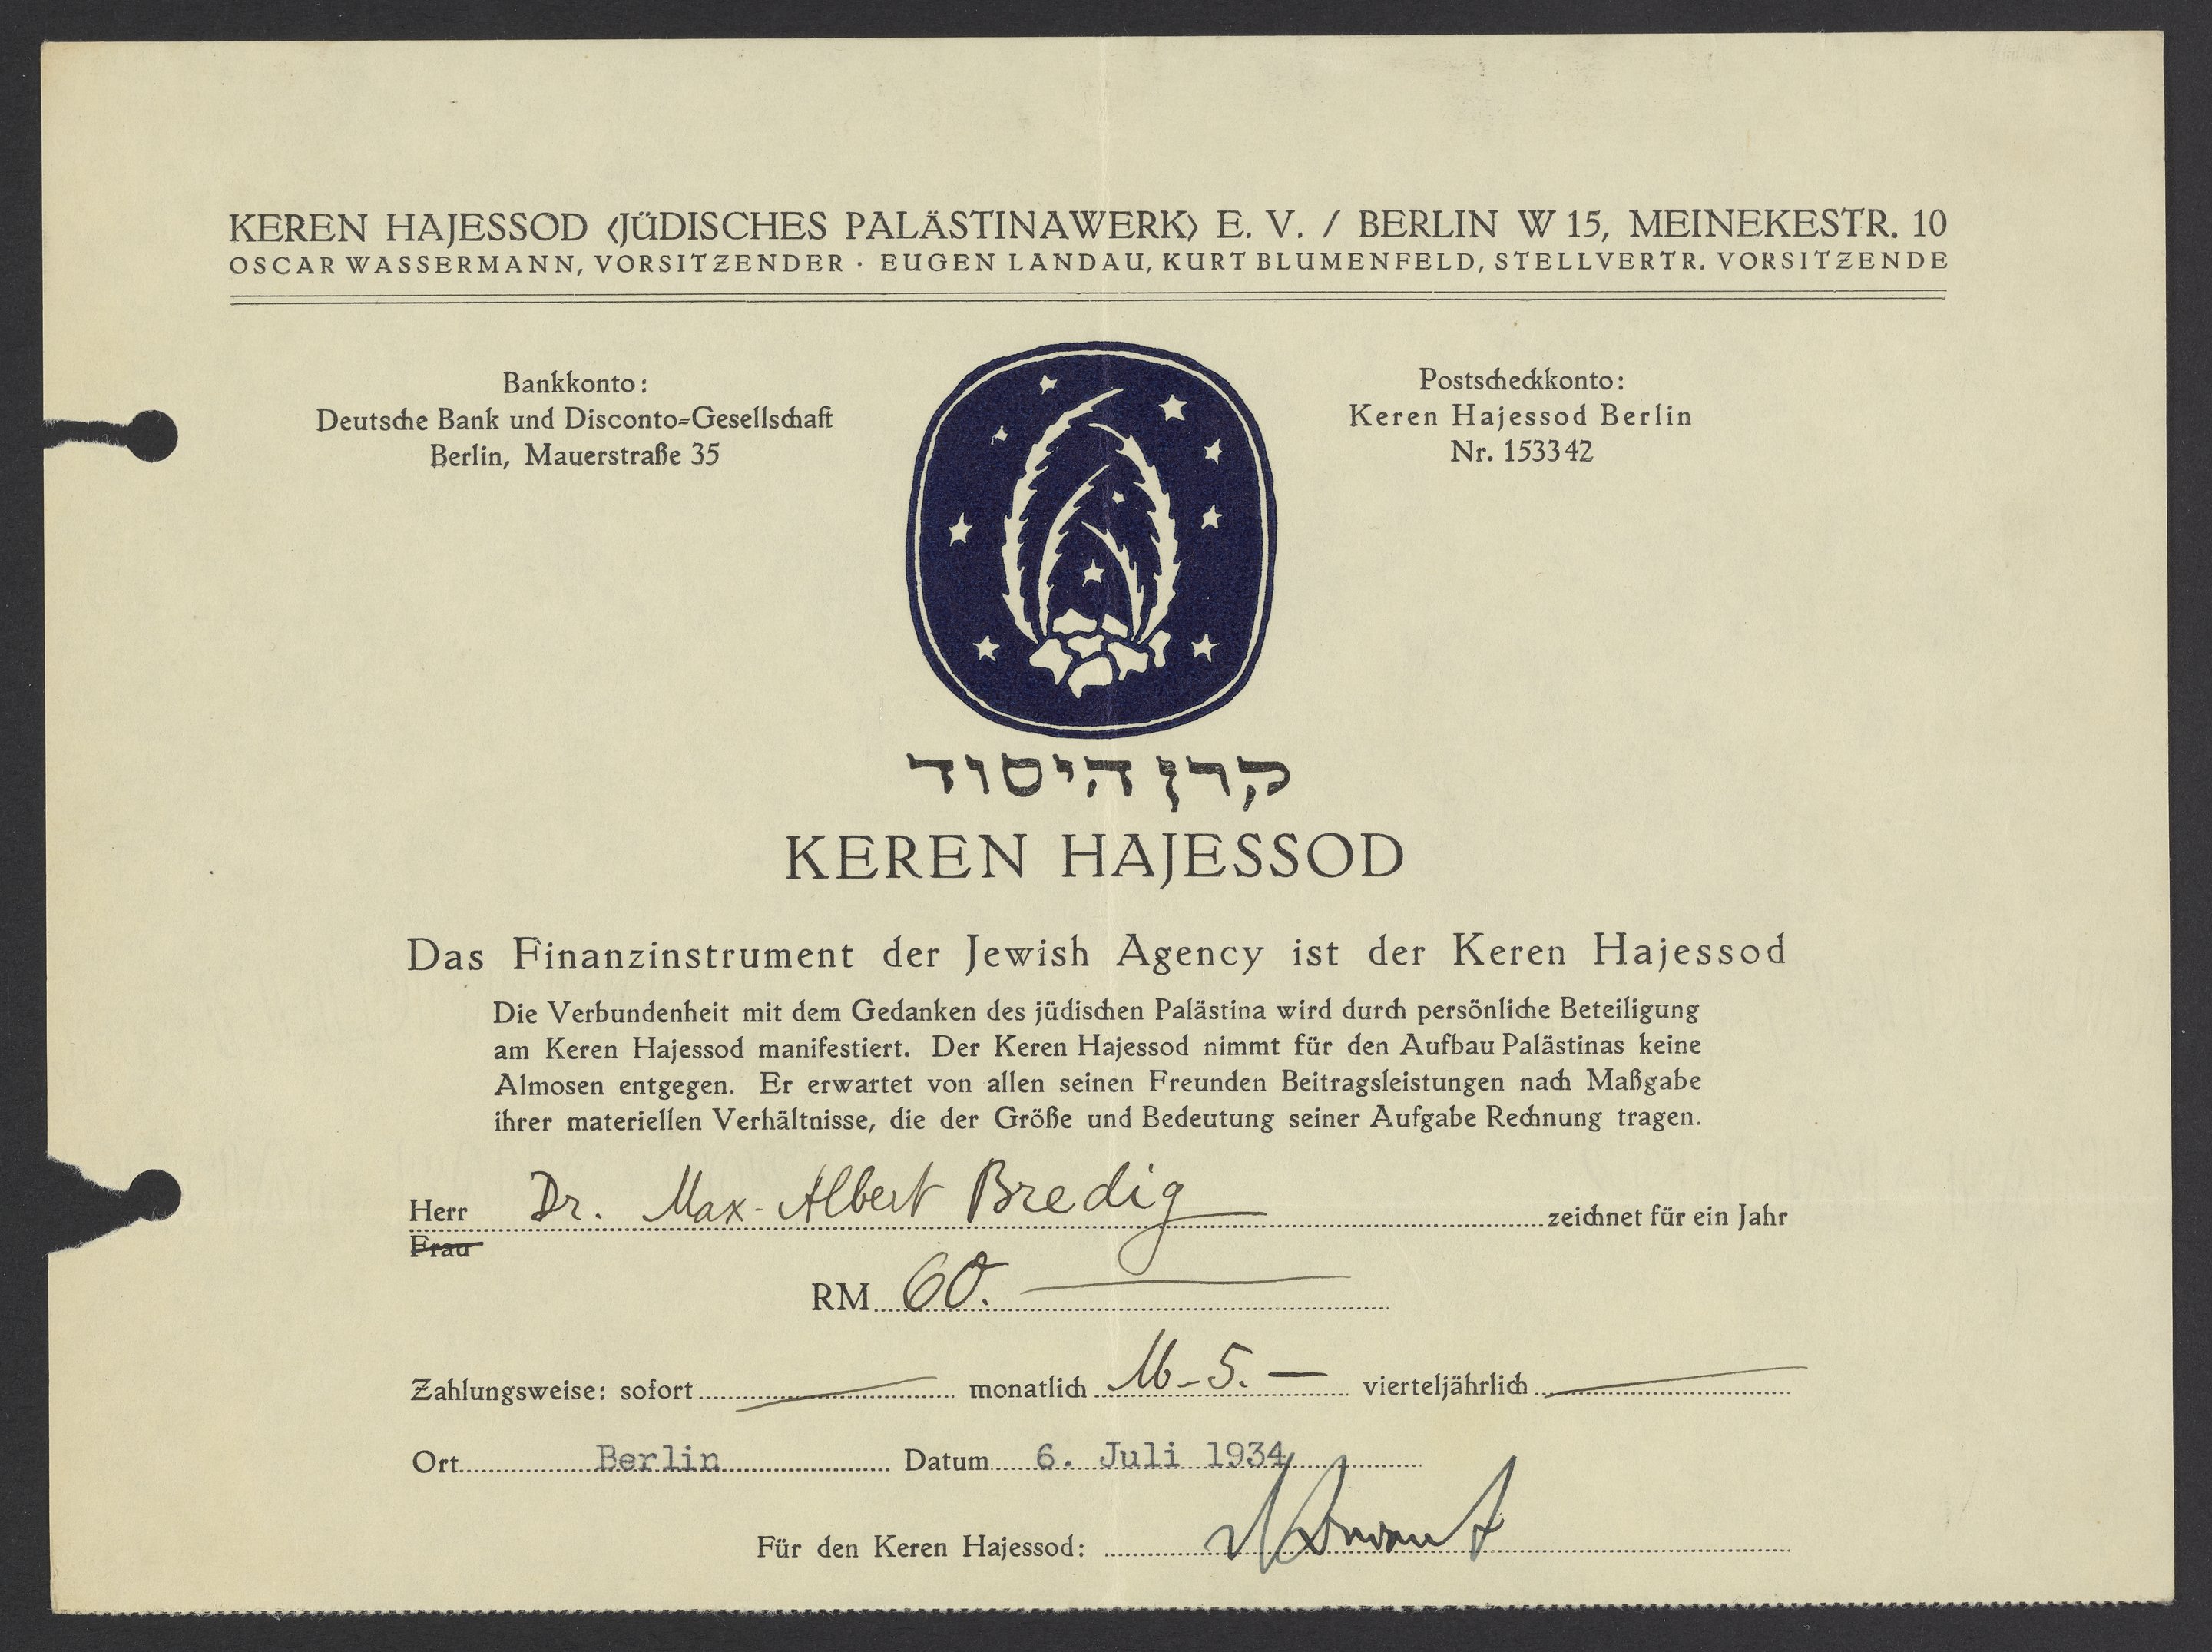 KEREN HAJESSOD ‹JÜDISCHES PALÄSTINAWERK› E. V. / BERLIN W 15, MEINEKESTR. 10
OSCAR WASSERMANN, VORSITZENDER · EUGEN LANDAU, KURT BLUMENFELD, STELLVERTR. VORSITZENDE
Bankkonto:
Deutsche Bank und Disconto-Gesellschaft
Berlin, Mauerstraße 35
Postscheckkonto:
Keren Hajessod Berlin
Nr. 153342
קרן היסוד
KEREN HAJESSOD
Das Finanzinstrument der Jewish Agency ist der Keren Hajessod
Die Verbundenheit mit dem Gedanken des jüdischen Palästina wird durch persönliche Beteiligung
am Keren Hajessod manifestiert. Der Keren Hajessod nimmt für den Aufbau Palästinas keine
Almosen entgegen. Er erwartet von allen seinen Freunden Beitragsleistungen nach Maßgabe
ihrer materiellen Verhältnisse, die der Größe und Bedeutung seiner Aufgabe Rechnung tragen.
Herr Dr. Max-Albert Bredig zeichnet für ein Jahr
Frau
RM 60. —
Zahlungsweise: sofort — monatlich M-5.— vierteljährlich —
Ort Berlin Datum 6. Juli 1934
Für den Keren Hajessod: